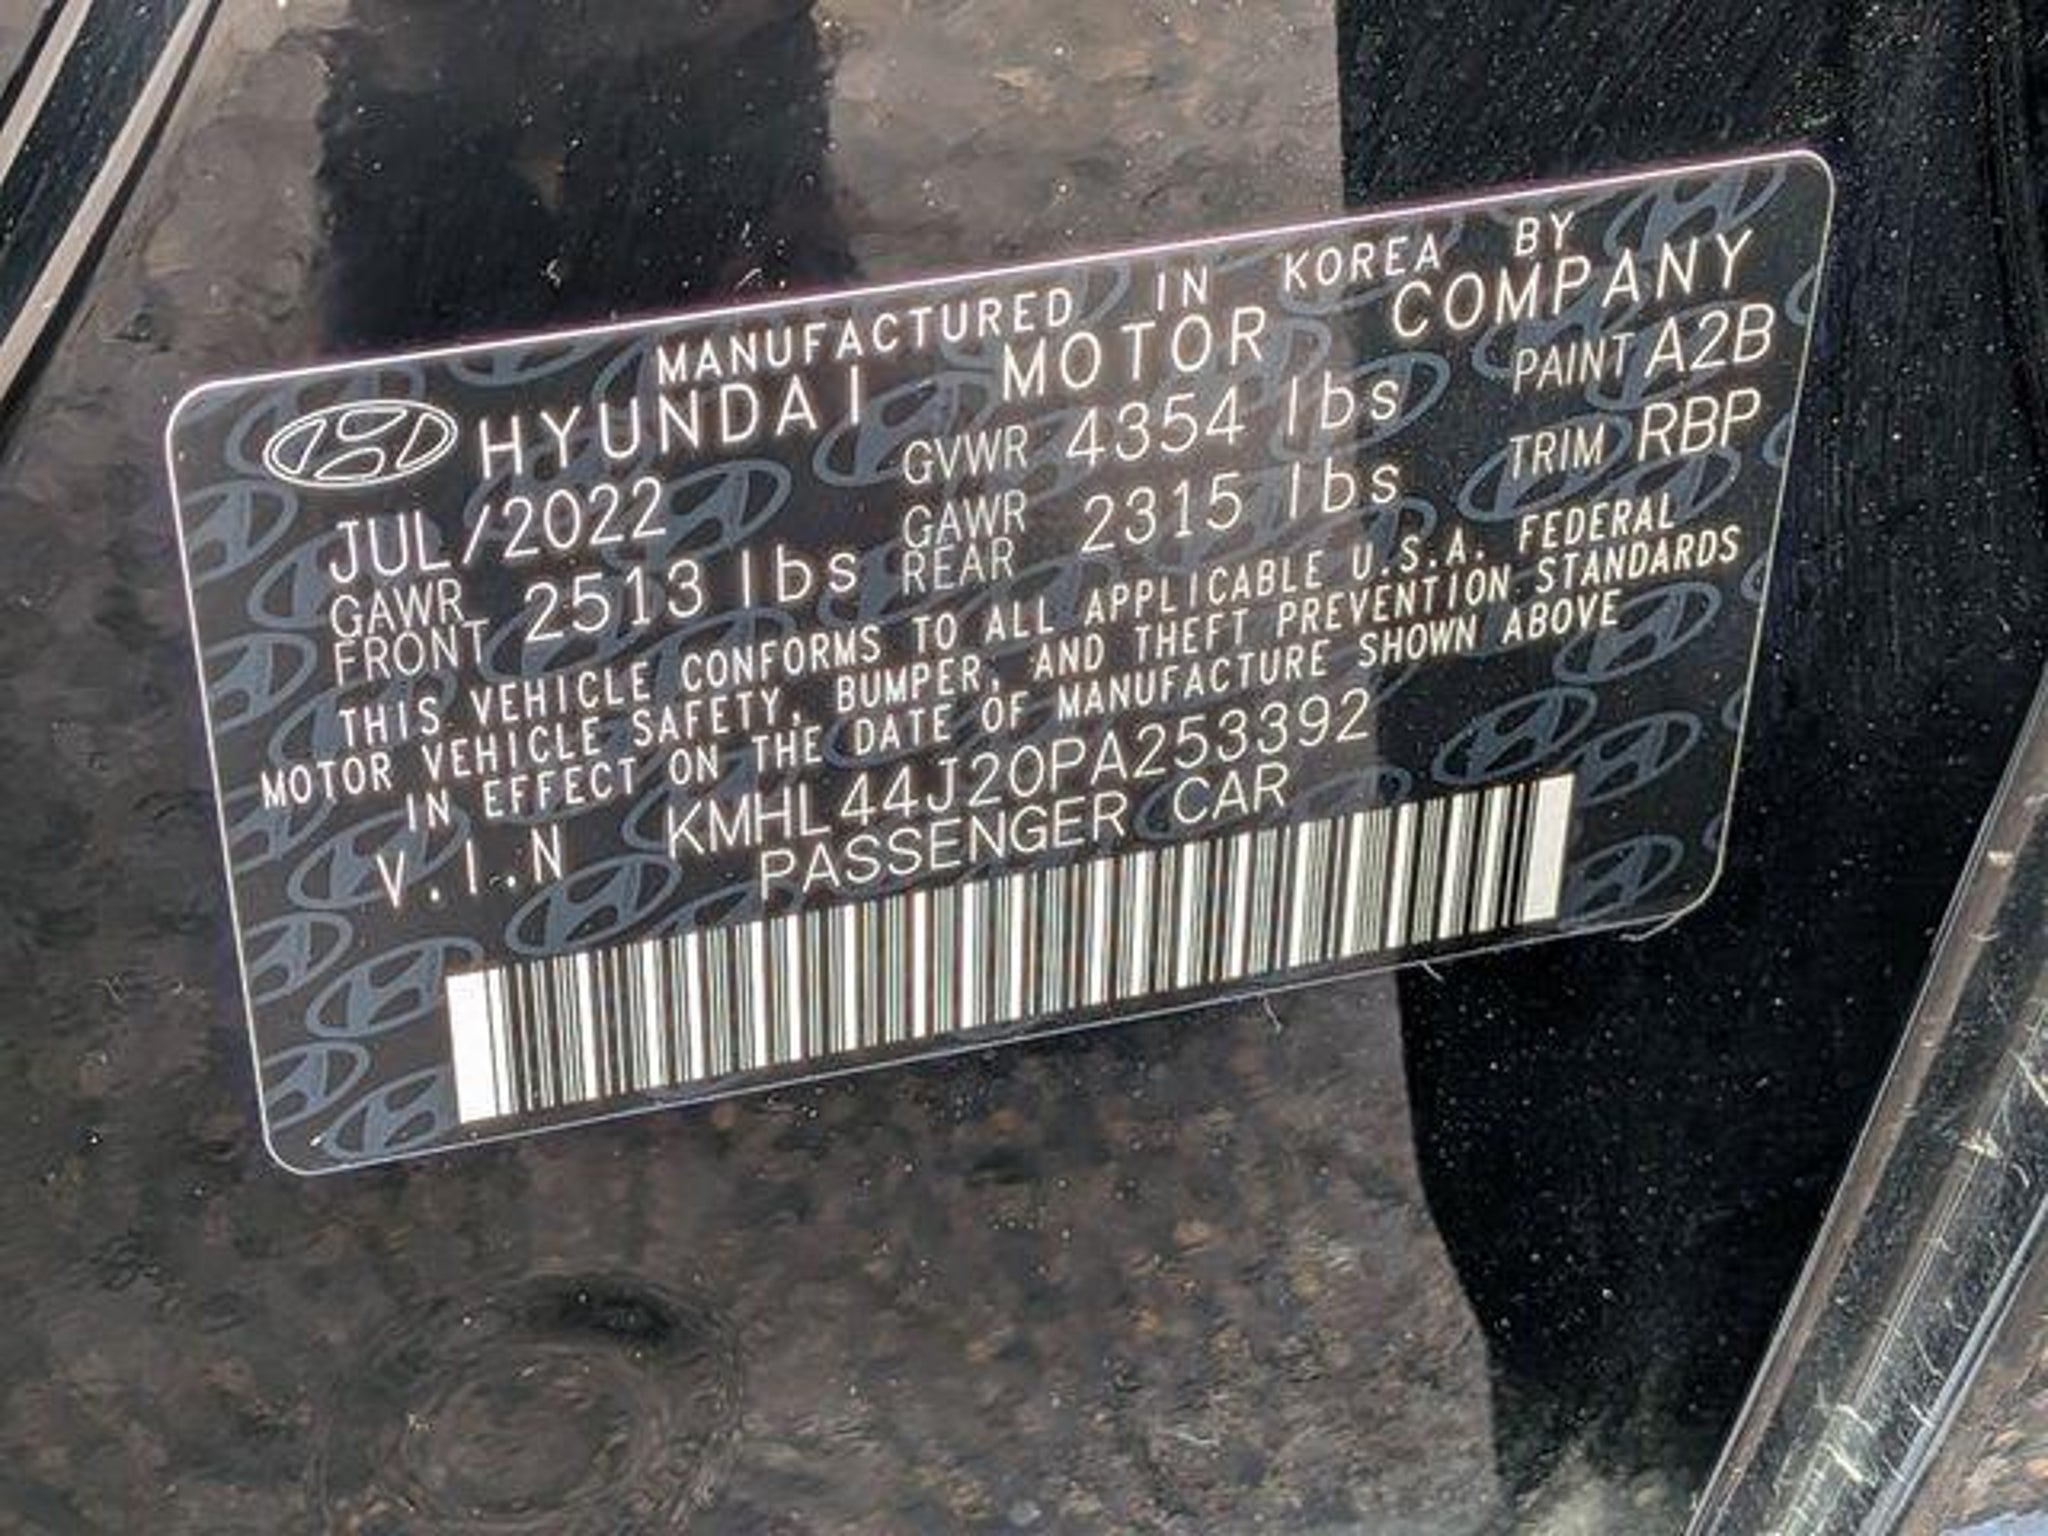 MANUFACTURED IN KOREA BY
HYUNDAI MOTOR COMPANY
JUL/2022 GVWR 4354 lbs PAINT A2B
GAWR FRONT 2513 lbs GAWR REAR 2315 lbs TRIM RBP
THIS VEHICLE CONFORMS TO ALL APPLICABLE U.S.A. FEDERAL
MOTOR VEHICLE SAFETY, BUMPER, AND THEFT PREVENTION STANDARDS
IN EFFECT ON THE DATE OF MANUFACTURE SHOWN ABOVE
V.I.N KMHL44J20PA253392
PASSENGER CAR